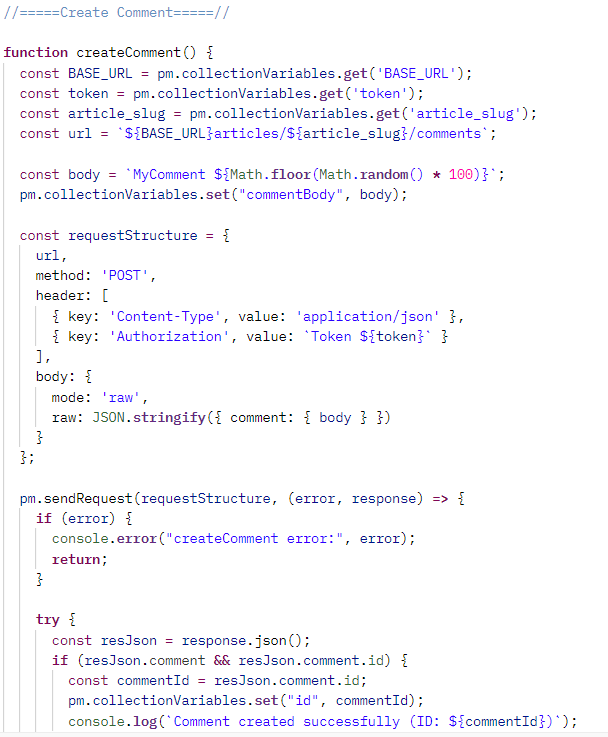 //=====Create Comment=====//
function createComment() {
const BASE_URL = pm.collectionVariables.get('BASE_URL');
const token = pm.collectionVariables.get('token');
const article_slug = pm.collectionVariables.get('article_slug');
const url = `${BASE_URL}articles/${article_slug}/comments`;
const body = `MyComment ${Math.floor(Math.random() * 100)}`;
pm.collectionVariables.set("commentBody", body);
const requestStructure = {
url,
method: 'POST',
header: [
{ key: 'Content-Type', value: 'application/json' },
{ key: 'Authorization', value: `Token ${token}` }
],
body: {
mode: 'raw',
raw: JSON.stringify({ comment: { body } })
}
};
pm.sendRequest(requestStructure, (error, response) => {
if (error) {
console.error("createComment error:", error);
return;
}
try {
const resJson = response.json();
if (resJson.comment && resJson.comment.id) {
const commentId = resJson.comment.id;
pm.collectionVariables.set("id", commentId);
console.log(`Comment created successfully (ID: ${commentId})`);